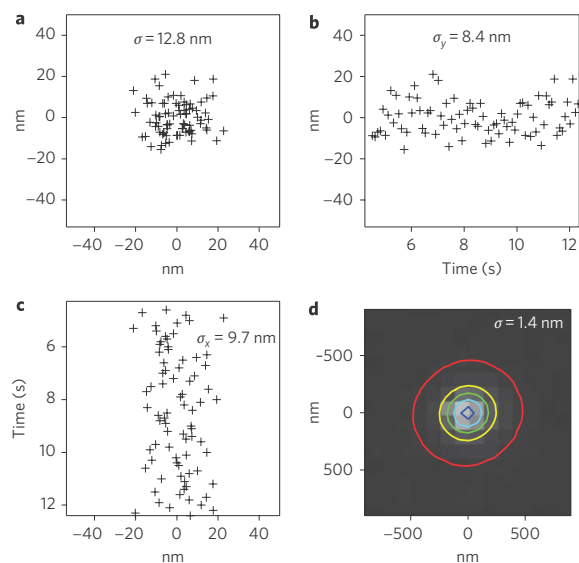 a
σ = 12.8 nm
40
20
0
−20
−40
nm
−40 −20 0 20 40
nm
b
σy = 8.4 nm
40
20
0
−20
−40
nm
6 8 10 12
Time (s)
c
σx = 9.7 nm
6
8
10
12
Time (s)
−40 −20 0 20 40
nm
d
σ = 1.4 nm
−500
0
500
nm
−500 0 500
nm